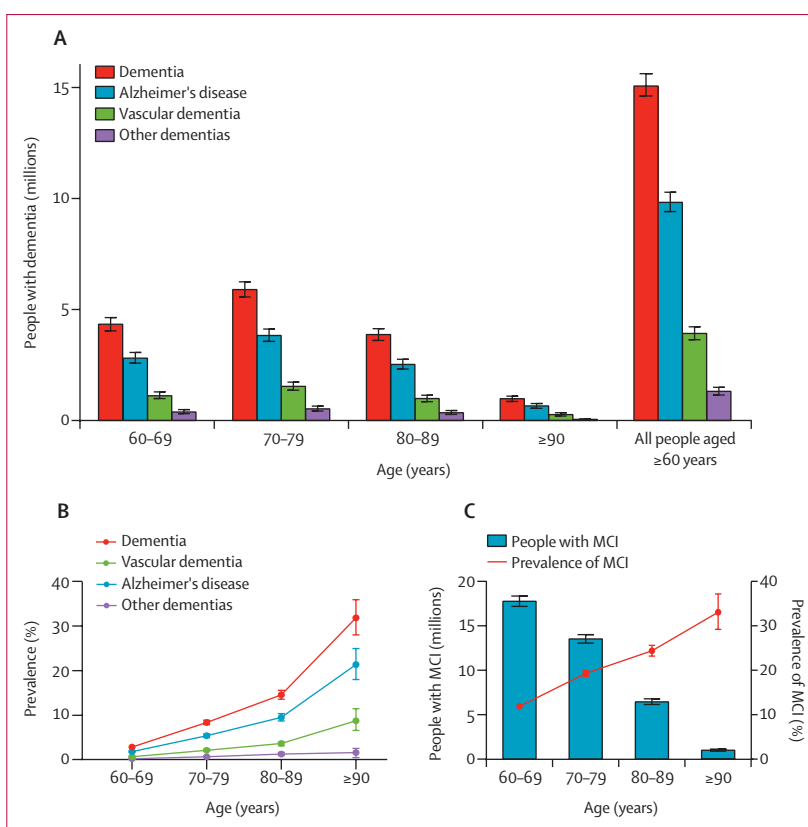 A
Dementia
Alzheimer's disease
Vascular dementia
Other dementias
People with dementia (millions)
15
10
5
0
60–69
70–79
80–89
≥90
All people aged
≥60 years
Age (years)
B
Dementia
Vascular dementia
Alzheimer's disease
Other dementias
Prevalence (%)
40
30
20
10
0
60–69
70–79
80–89
≥90
Age (years)
C
People with MCI
Prevalence of MCI
People with MCI (millions)
20
15
10
5
0
Prevalence of MCI (%)
40
30
20
10
0
60–69
70–79
80–89
≥90
Age (years)